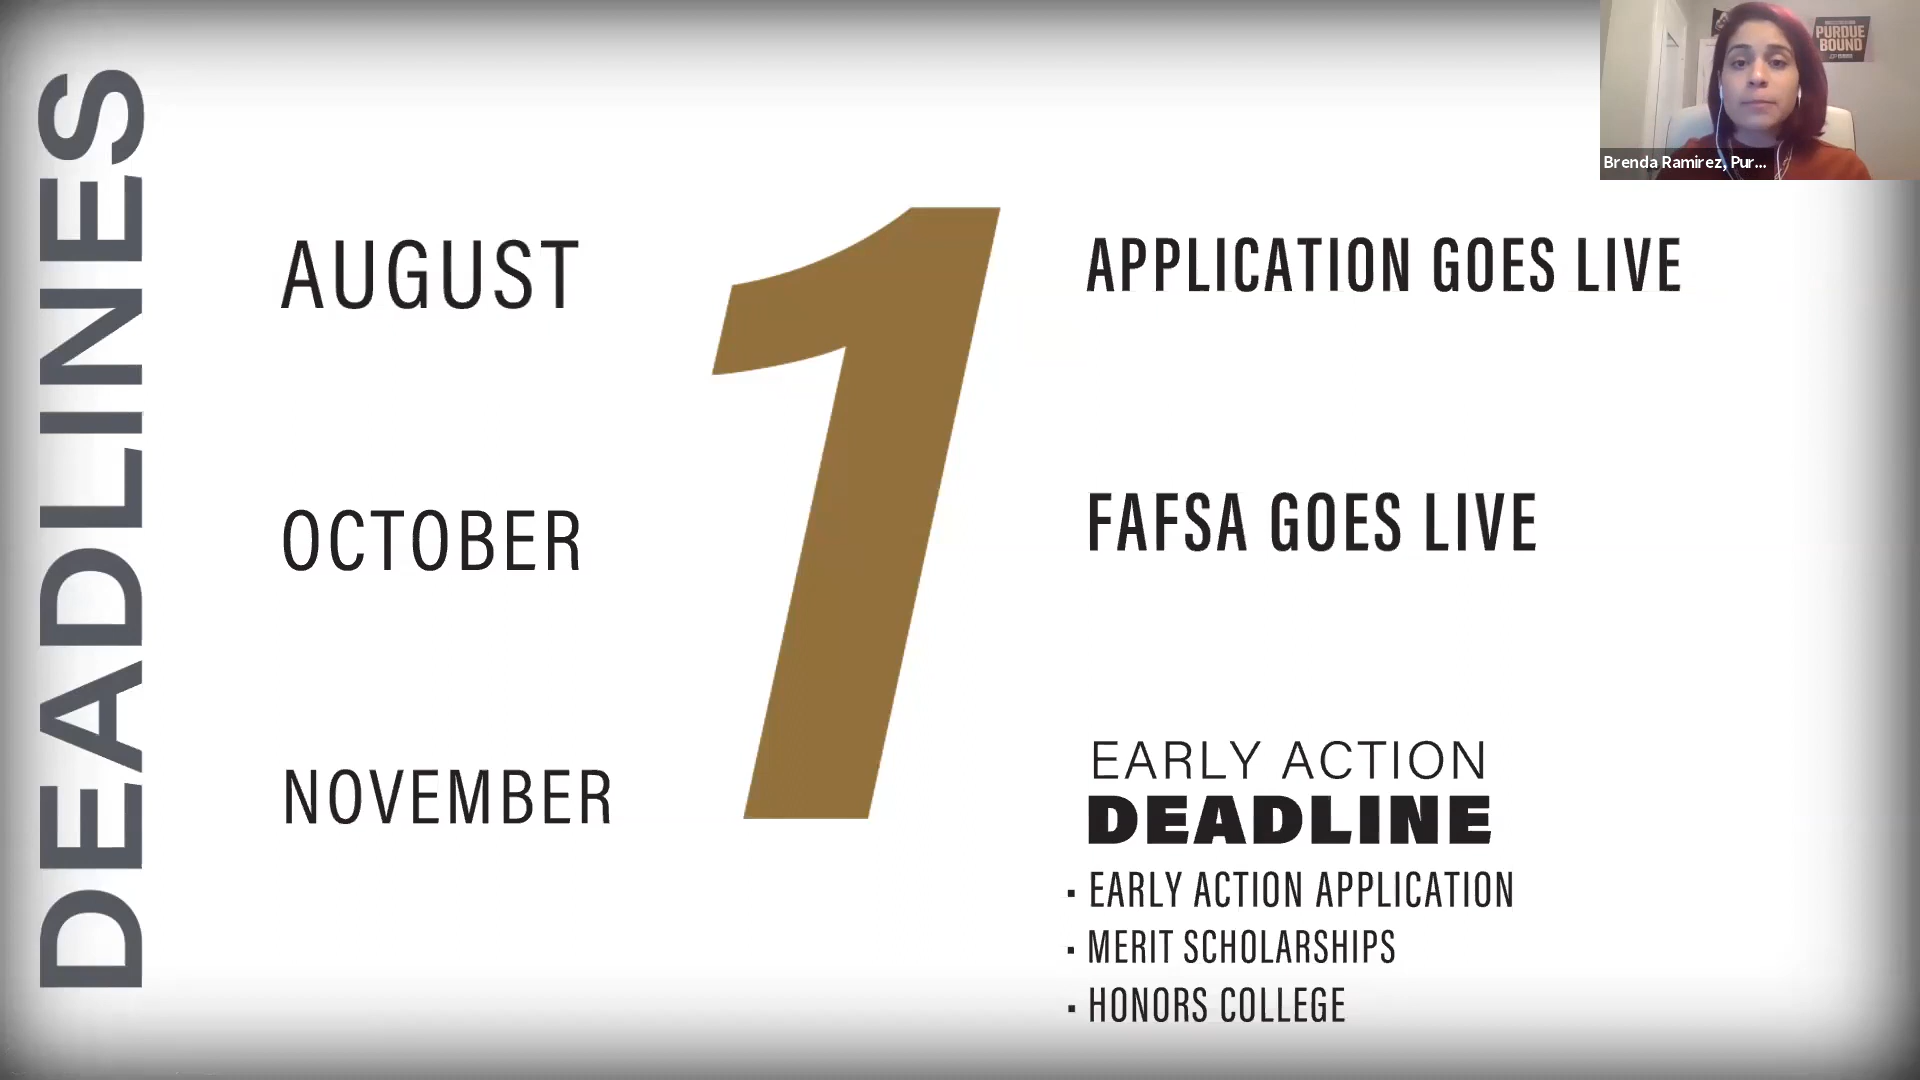 DEADLINES
AUGUST
1
APPLICATION GOES LIVE
OCTOBER
FAFSA GOES LIVE
NOVEMBER
EARLY ACTION
DEADLINE
· EARLY ACTION APPLICATION
· MERIT SCHOLARSHIPS
· HONORS COLLEGE
PURDUE
BOUND
Brenda Ramirez, Pur...